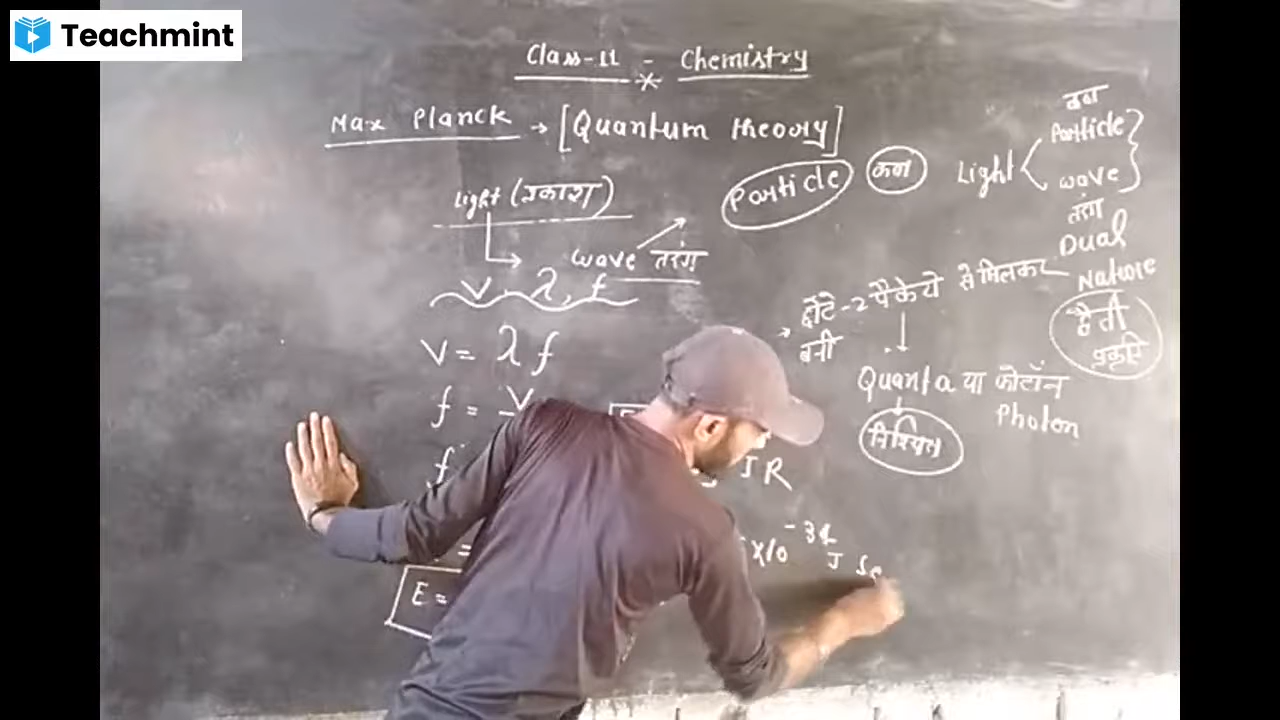 Teachmint
Class-11 - Chemistry
Max Planck → [Quantum theory]
Light (प्रकाश)
wave तरंग
v, λ, f
v = λ f
f = v
f
=
E =
Particle कण
Light
कण
Particle
wave
तरंग
Dual
Nature
द्वैती
प्रकृति
→ छोटे-2 पैकेटो से मिलकर
बनी
Quanta या फोटॉन
Photon
निश्चित
J R
x10⁻³⁴ J Se